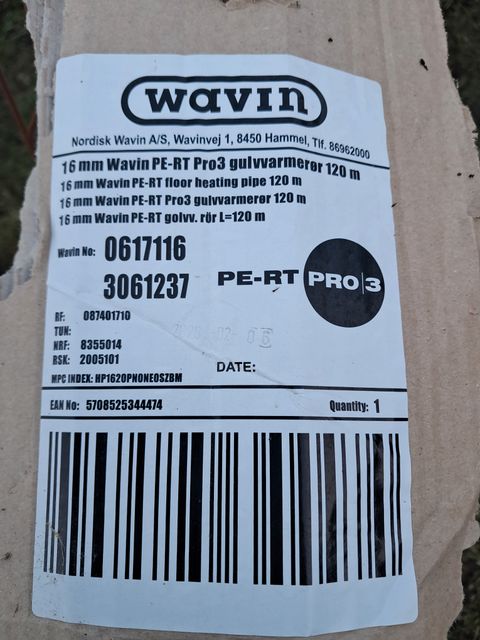 wavin
Nordisk Wavin A/S, Wavinvej 1, 8450 Hammel, Tlf. 86962000
16 mm Wavin PE-RT Pro3 gulvvarmerør 120 m
16 mm Wavin PE-RT floor heating pipe 120 m
16 mm Wavin PE-RT Pro3 gulvvarmerør 120 m
16 mm Wavin PE-RT golvv. rör L=120 m
Wavin No: 0617116
3061237
PE-RT PRO|3
RF: 087401710
TUN:
NRF: 8355014
RSK: 2005101
DATE:
MPC INDEX: HP1620PNONEOSZBM
EAN No: 5708525344474 Quantity: 1